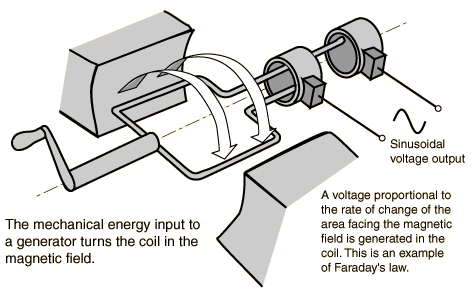 Sinusoidal
voltage output
The mechanical energy input to
a generator turns the coil in the
magnetic field.
A voltage proportional to
the rate of change of the
area facing the magnetic
field is generated in the
coil. This is an example
of Faraday's law.